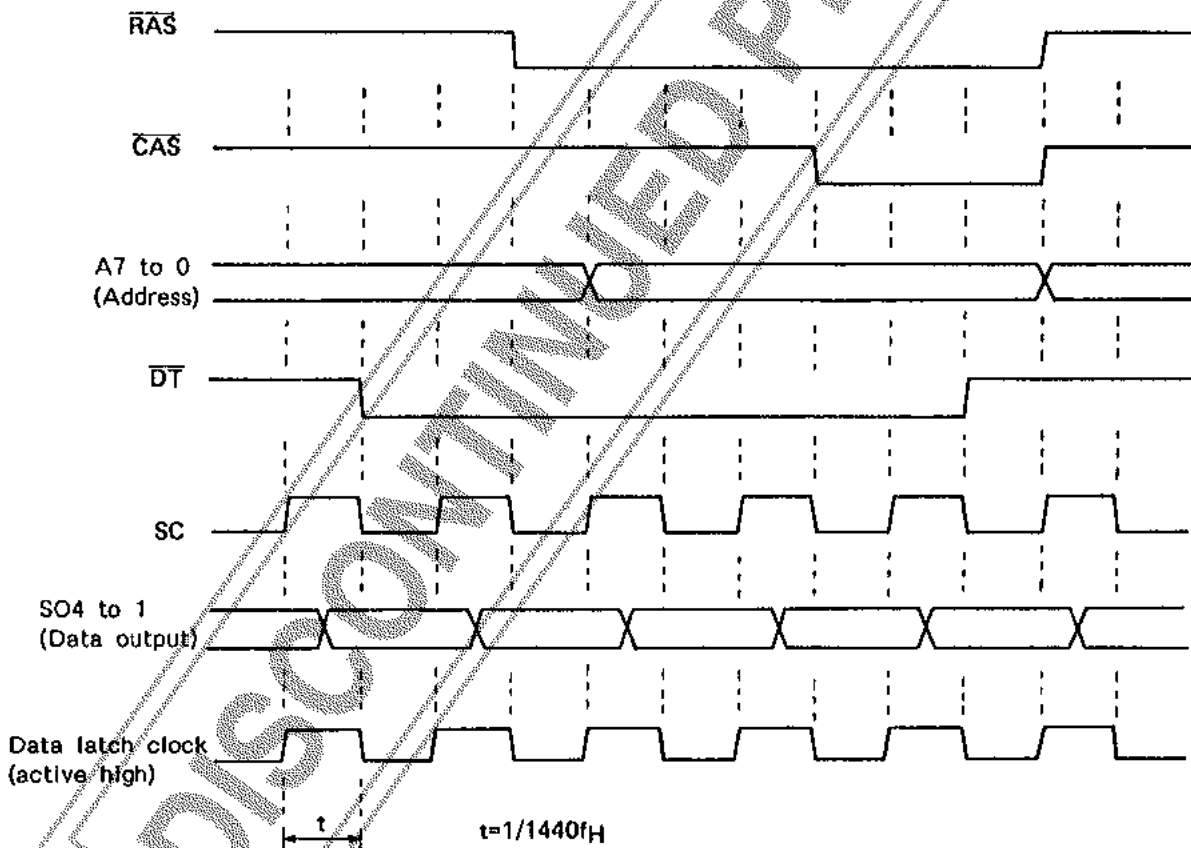 RAS
CAS
A7 to 0
(Address)
DT
SC
SO4 to 1
(Data output)
Data latch clock
(active high)
t
t=1/1440fH
DISCONTINUED P